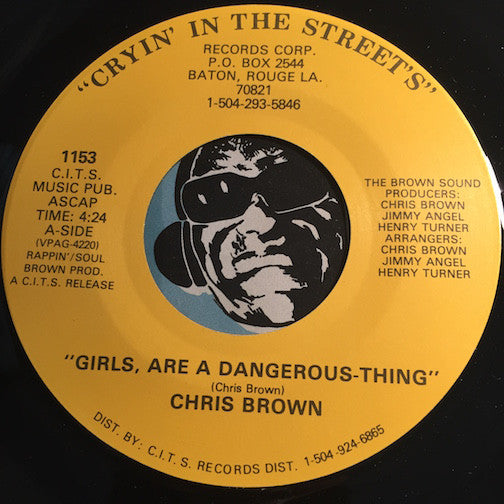 "CRYIN' IN THE STREET'S"
RECORDS CORP.
P.O. BOX 2544
BATON, ROUGE LA.
70821
1-504-293-5846
1153
C.I.T.S.
MUSIC PUB.
ASCAP
TIME: 4:24
A-SIDE
(VPAG-4220)
RAPPIN'/SOUL
BROWN PROD.
A C.I.T.S. RELEASE
THE BROWN SOUND
PRODUCERS:
CHRIS BROWN
JIMMY ANGEL
HENRY TURNER
ARRANGERS:
CHRIS BROWN
JIMMY ANGEL
HENRY TURNER
"GIRLS, ARE A DANGEROUS-THING"
(Chris Brown)
CHRIS BROWN
DIST. BY: C.I.T.S. RECORDS DIST. 1-504-924-6865